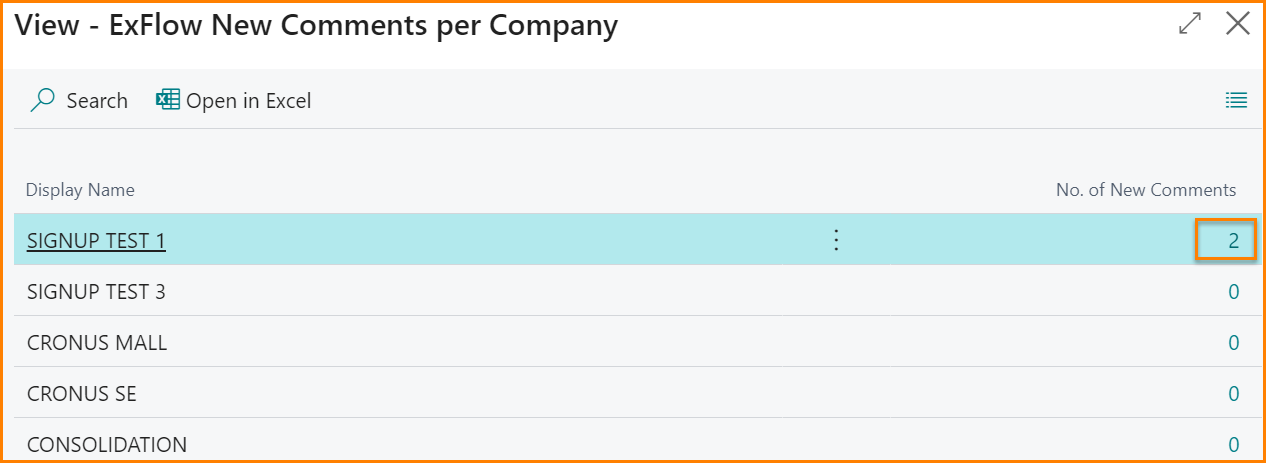 View - ExFlow New Comments per Company
Search Open in Excel
Display Name No. of New Comments
SIGNUP TEST 1 2
SIGNUP TEST 3 0
CRONUS MALL 0
CRONUS SE 0
CONSOLIDATION 0